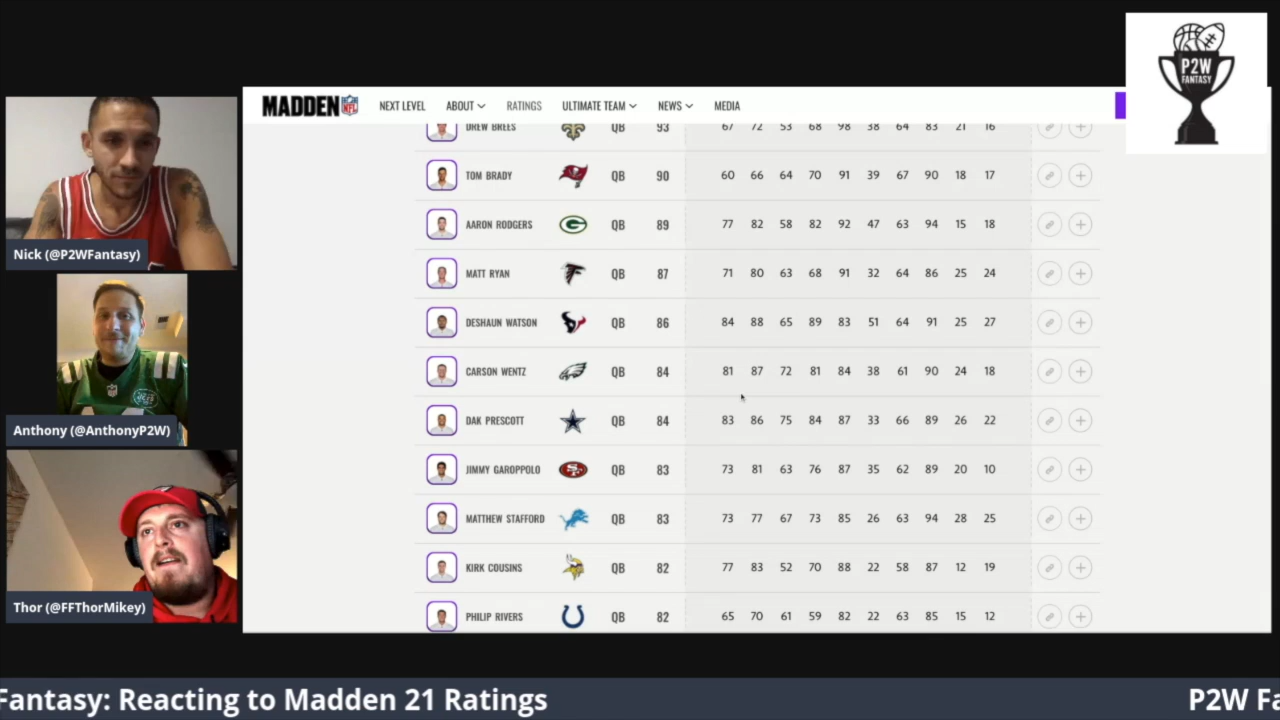 P2W
FANTASY
MADDEN NFL NEXT LEVEL ABOUT RATINGS ULTIMATE TEAM NEWS MEDIA
DREW BREES QB 93 67 72 53 68 98 38 64 83 21 16
TOM BRADY QB 90 60 66 64 70 91 39 67 90 18 17
AARON RODGERS QB 89 77 82 58 82 92 47 63 94 15 18
MATT RYAN QB 87 71 80 63 68 91 32 64 86 25 24
DESHAUN WATSON QB 86 84 88 65 89 83 51 64 91 25 27
CARSON WENTZ QB 84 81 87 72 81 84 38 61 90 24 18
DAK PRESCOTT QB 84 83 86 75 84 87 33 66 89 26 22
JIMMY GAROPPOLO QB 83 73 81 63 76 87 35 62 89 20 10
MATTHEW STAFFORD QB 83 73 77 67 73 85 26 63 94 28 25
KIRK COUSINS QB 82 77 83 52 70 88 22 58 87 12 19
PHILIP RIVERS QB 82 65 70 61 59 82 22 63 85 15 12
Nick (@P2WFantasy)
Anthony (@AnthonyP2W)
Thor (@FFThorMikey)
Fantasy: Reacting to Madden 21 Ratings
P2W Fa